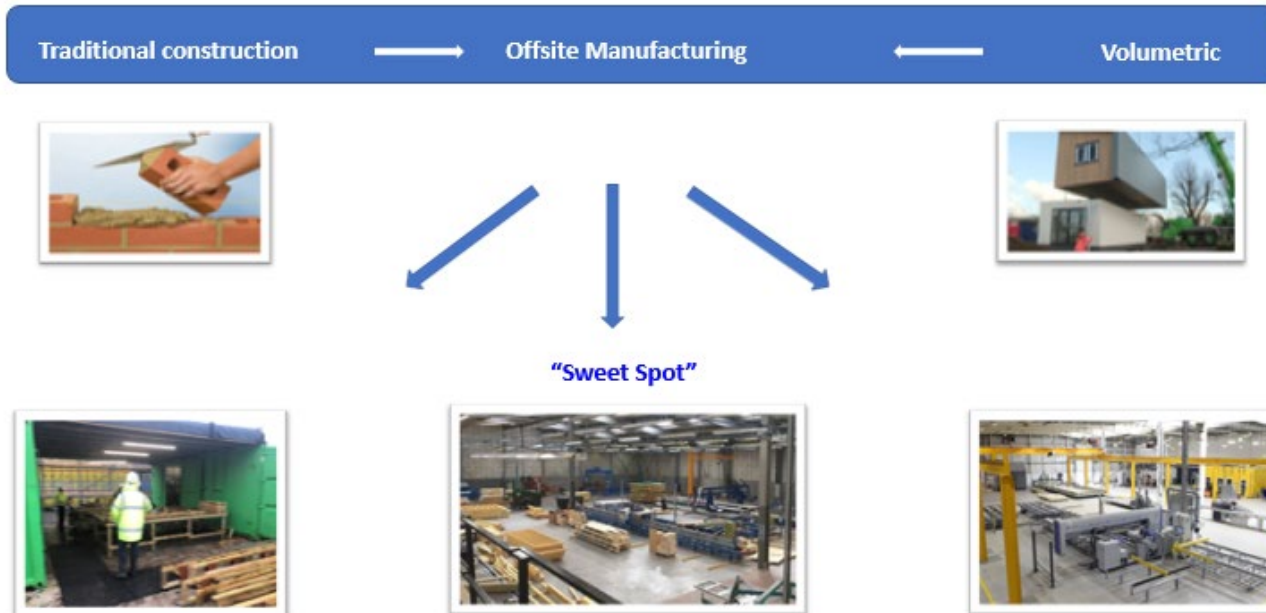 Traditional construction
Offsite Manufacturing
Volumetric
“Sweet Spot”